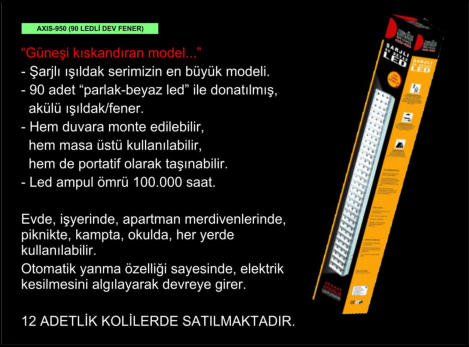 AXIS-950 (90 LEDLİ DEV FENER)
“Güneşi kıskandıran model...”
- Şarjlı ışıldak serimizin en büyük modeli.
- 90 adet “parlak-beyaz led” ile donatılmış,
akülü ışıldak/fener.
- Hem duvara monte edilebilir,
hem masa üstü kullanılabilir,
hem de portatif olarak taşınabilir.
- Led ampul ömrü 100.000 saat.
Evde, işyerinde, apartman merdivenlerinde,
piknikte, kampta, okulda, her yerde
kullanılabilir.
Otomatik yanma özelliği sayesinde, elektrik
kesilmesini algılayarak devreye girer.
12 ADETLİK KOLİLERDE SATILMAKTADIR.
ŞARJLI
LED